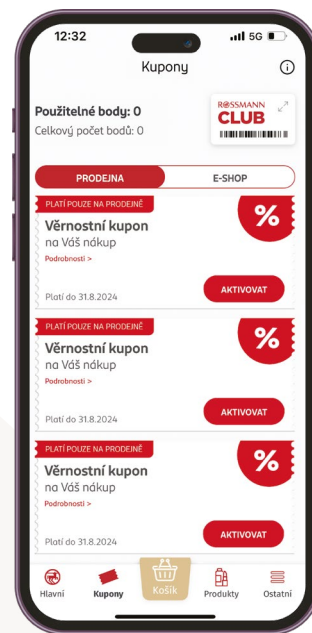 12:32
5G
Kupony
Použitelné body: 0
Celkový počet bodů: 0
ROSSMANN
CLUB
PRODEJNA
E-SHOP
PLATÍ POUZE NA PRODEJNĚ
%
Věrnostní kupon
na Váš nákup
Podrobnosti >
Platí do 31.8.2024
AKTIVOVAT
PLATÍ POUZE NA PRODEJNĚ
%
Věrnostní kupon
na Váš nákup
Podrobnosti >
Platí do 31.8.2024
AKTIVOVAT
PLATÍ POUZE NA PRODEJNĚ
%
Věrnostní kupon
na Váš nákup
Podrobnosti >
Platí do 31.8.2024
AKTIVOVAT
Hlavní
Kupony
Košík
Produkty
Ostatní